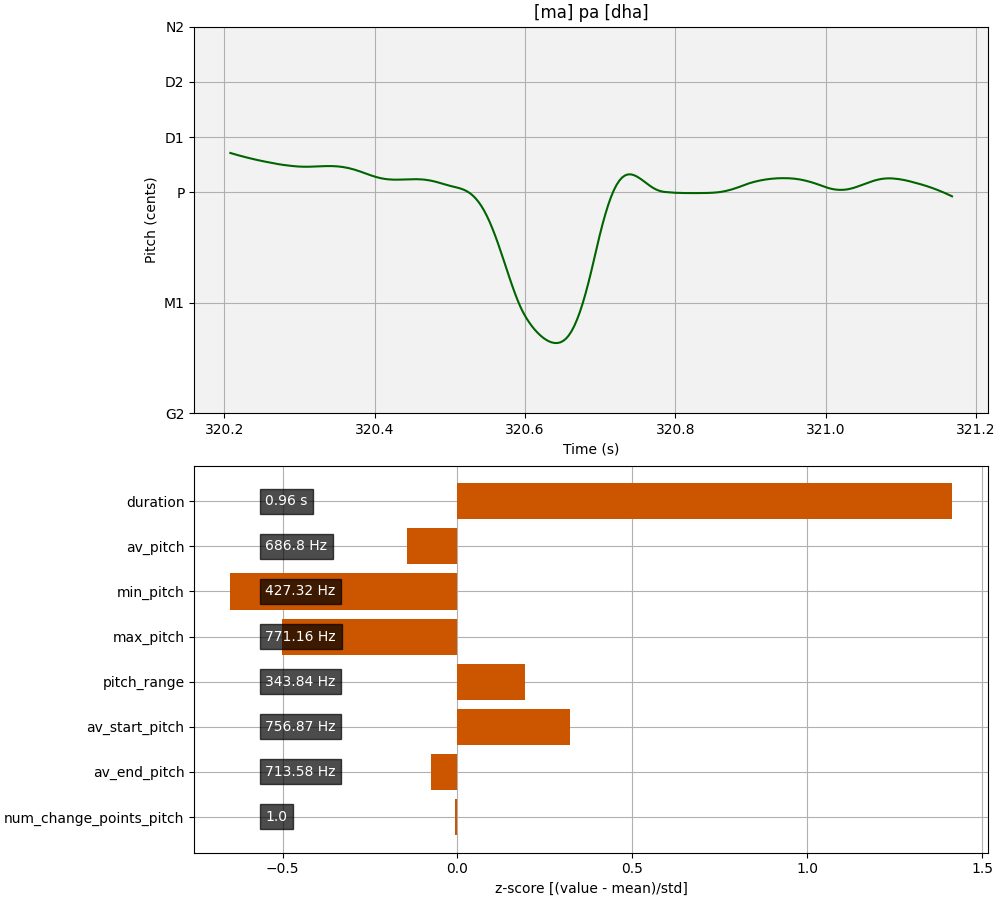 [ma] pa [dha]
N2
D2
D1
P
M1
G2
Pitch (cents)
320.2 320.4 320.6 320.8 321.0 321.2
Time (s)
duration 0.96 s
av_pitch 686.8 Hz
min_pitch 427.32 Hz
max_pitch 771.16 Hz
pitch_range 343.84 Hz
av_start_pitch 756.87 Hz
av_end_pitch 713.58 Hz
num_change_points_pitch 1.0
−0.5 0.0 0.5 1.0 1.5
z-score [(value - mean)/std]